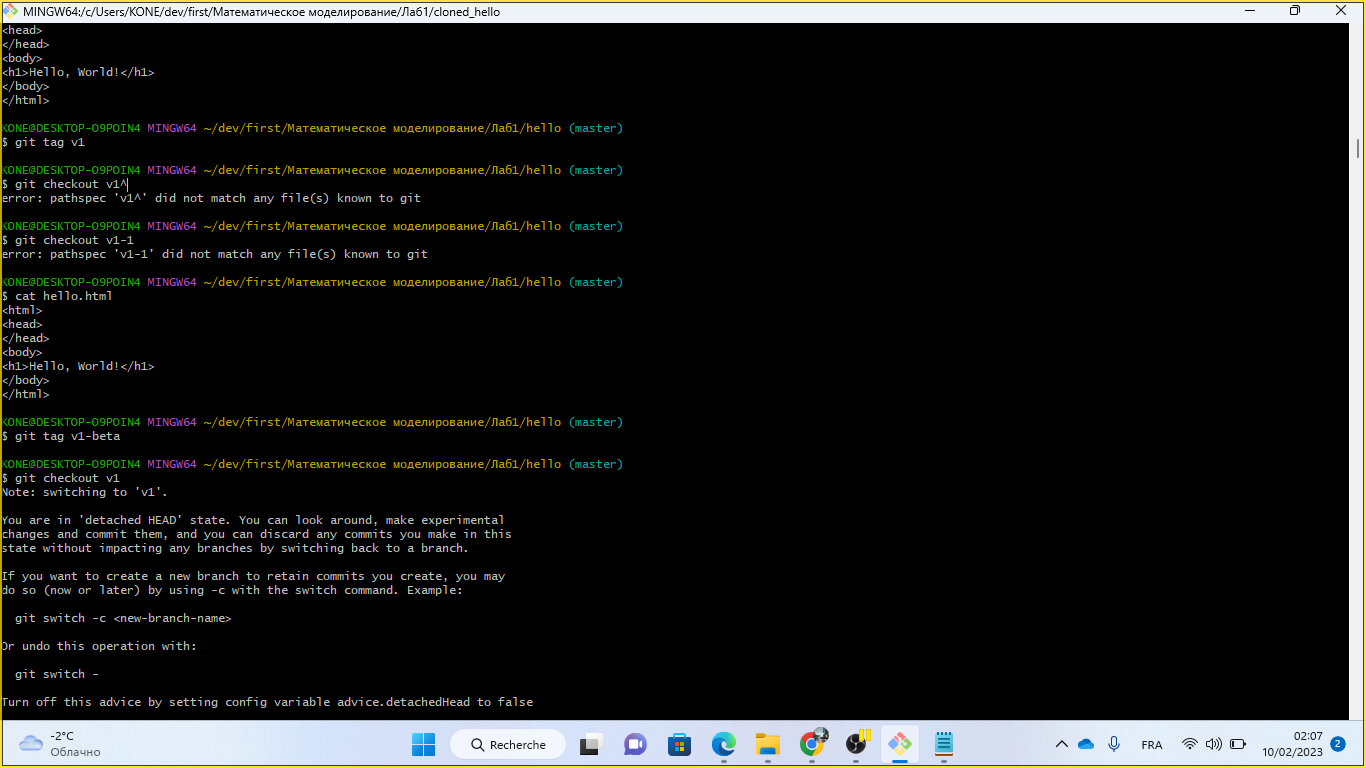 MINGW64:/c/Users/KONE/dev/first/Математическое моделирование/Лаб1/cloned_hello
<head>
</head>
<body>
<h1>Hello, World!</h1>
</body>
</html>
KONE@DESKTOP-O9POIN4 MINGW64 ~/dev/first/Математическое моделирование/Лаб1/hello (master)
$ git tag v1
KONE@DESKTOP-O9POIN4 MINGW64 ~/dev/first/Математическое моделирование/Лаб1/hello (master)
$ git checkout v1^
error: pathspec 'v1^' did not match any file(s) known to git
KONE@DESKTOP-O9POIN4 MINGW64 ~/dev/first/Математическое моделирование/Лаб1/hello (master)
$ git checkout v1-1
error: pathspec 'v1-1' did not match any file(s) known to git
KONE@DESKTOP-O9POIN4 MINGW64 ~/dev/first/Математическое моделирование/Лаб1/hello (master)
$ cat hello.html
<html>
<head>
</head>
<body>
<h1>Hello, World!</h1>
</body>
</html>
KONE@DESKTOP-O9POIN4 MINGW64 ~/dev/first/Математическое моделирование/Лаб1/hello (master)
$ git tag v1-beta
KONE@DESKTOP-O9POIN4 MINGW64 ~/dev/first/Математическое моделирование/Лаб1/hello (master)
$ git checkout v1
Note: switching to 'v1'.
You are in 'detached HEAD' state. You can look around, make experimental
changes and commit them, and you can discard any commits you make in this
state without impacting any branches by switching back to a branch.
If you want to create a new branch to retain commits you create, you may
do so (now or later) by using -c with the switch command. Example:
git switch -c <new-branch-name>
Or undo this operation with:
git switch -
Turn off this advice by setting config variable advice.detachedHead to false
-2°C
Облачно
Recherche
FRA
02:07
10/02/2023
2